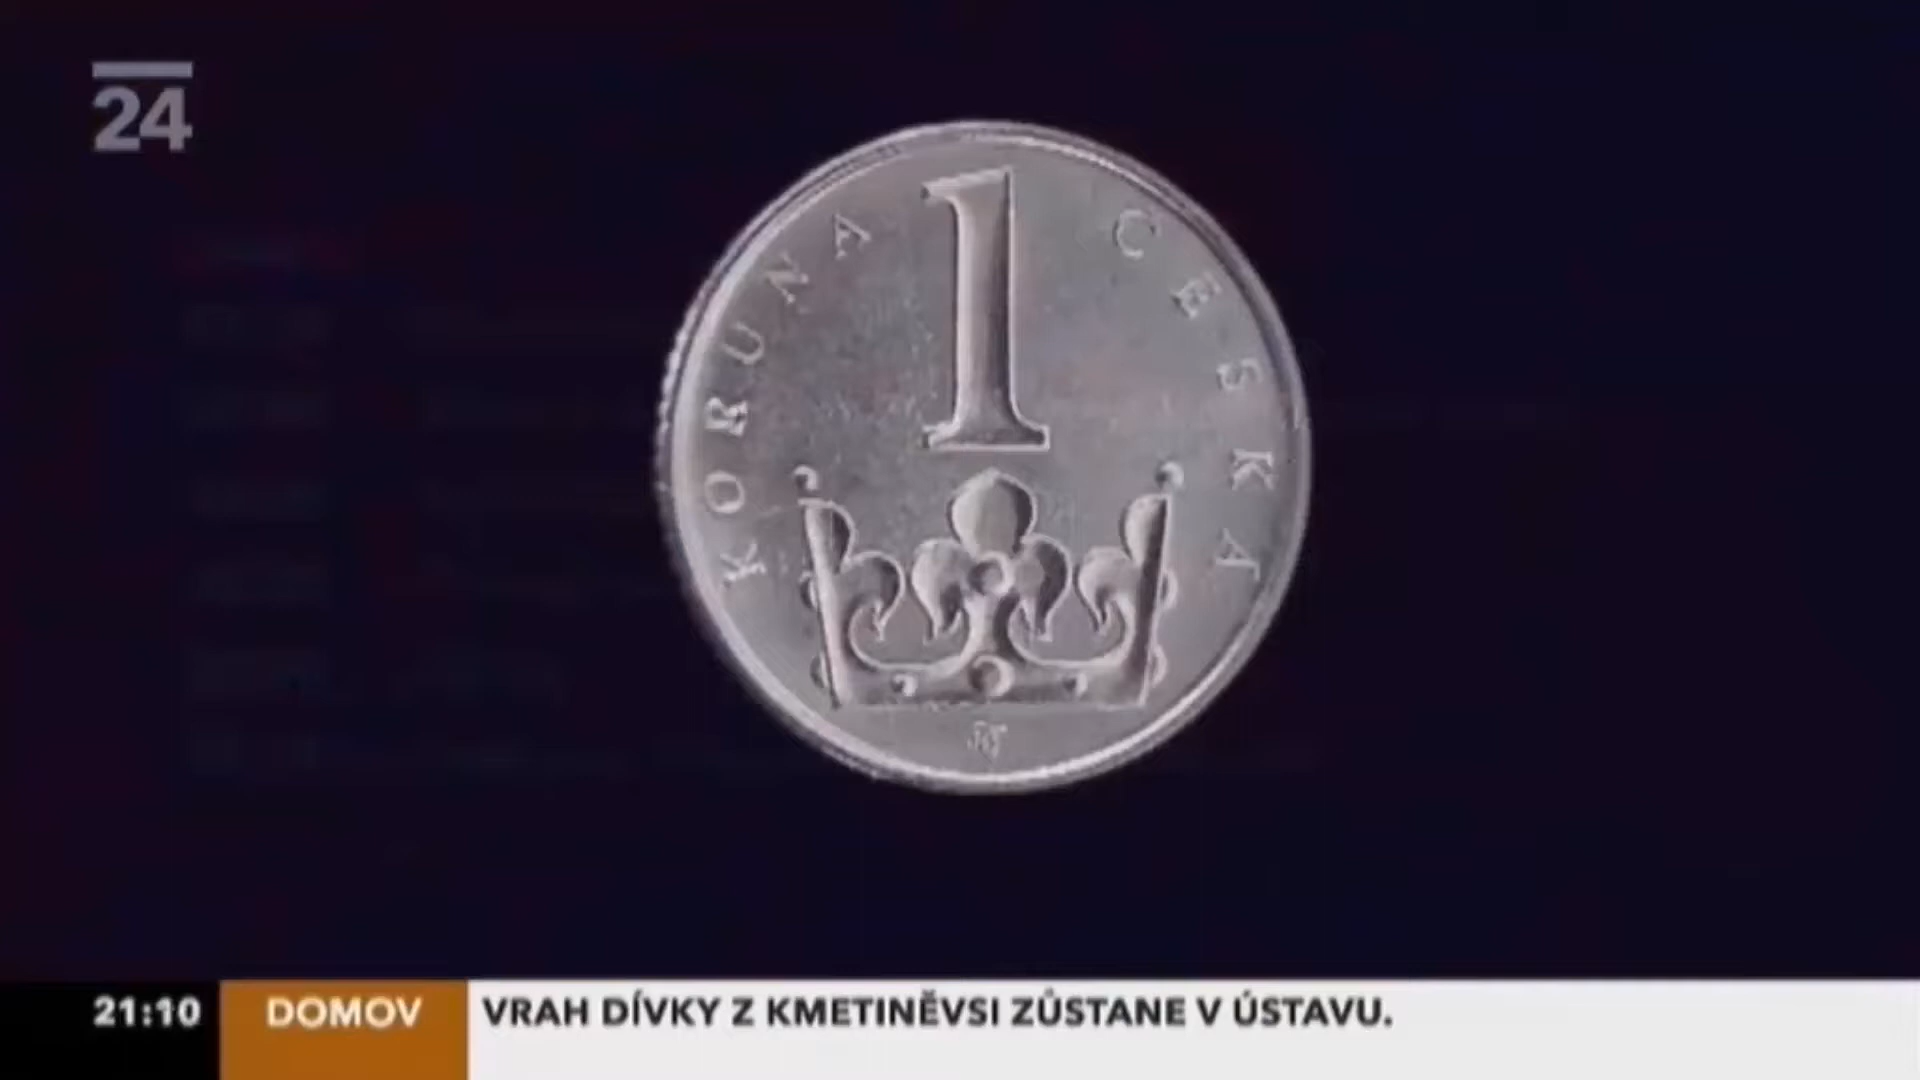 24
1
KORUNA ČESKÁ
21:10 DOMOV VRAH DÍVKY Z KMETINĚVSI ZŮSTANE V ÚSTAVU.